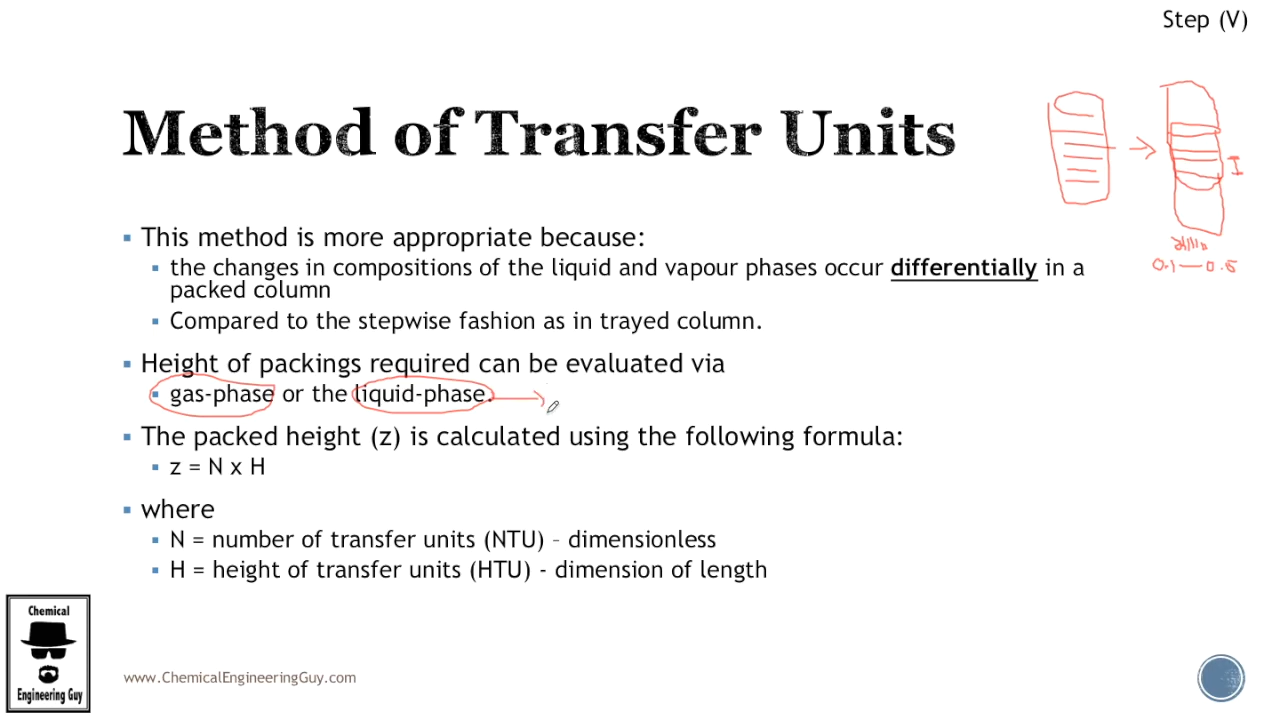 Step (V)
Method of Transfer Units
This method is more appropriate because:
the changes in compositions of the liquid and vapour phases occur differentially in a
packed column
Compared to the stepwise fashion as in trayed column.
Height of packings required can be evaluated via
gas-phase or the liquid-phase.
The packed height (z) is calculated using the following formula:
z = N x H
where
N = number of transfer units (NTU) – dimensionless
H = height of transfer units (HTU) - dimension of length
0.1 — 0.5
Chemical
Engineering Guy
www.ChemicalEngineeringGuy.com